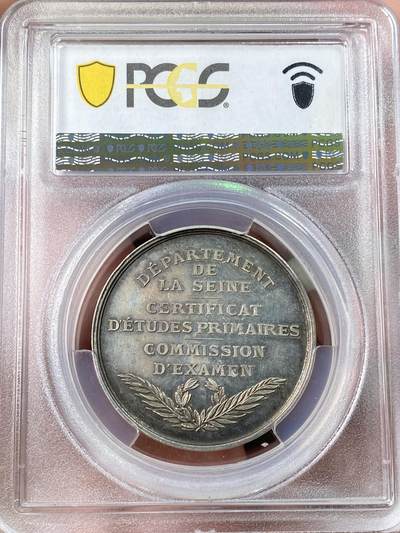 PCGS
DÉPARTEMENT
DE
LA SEINE
CERTIFICAT
D'ÉTUDES PRIMAIRES
COMMISSION
D'EXAMEN